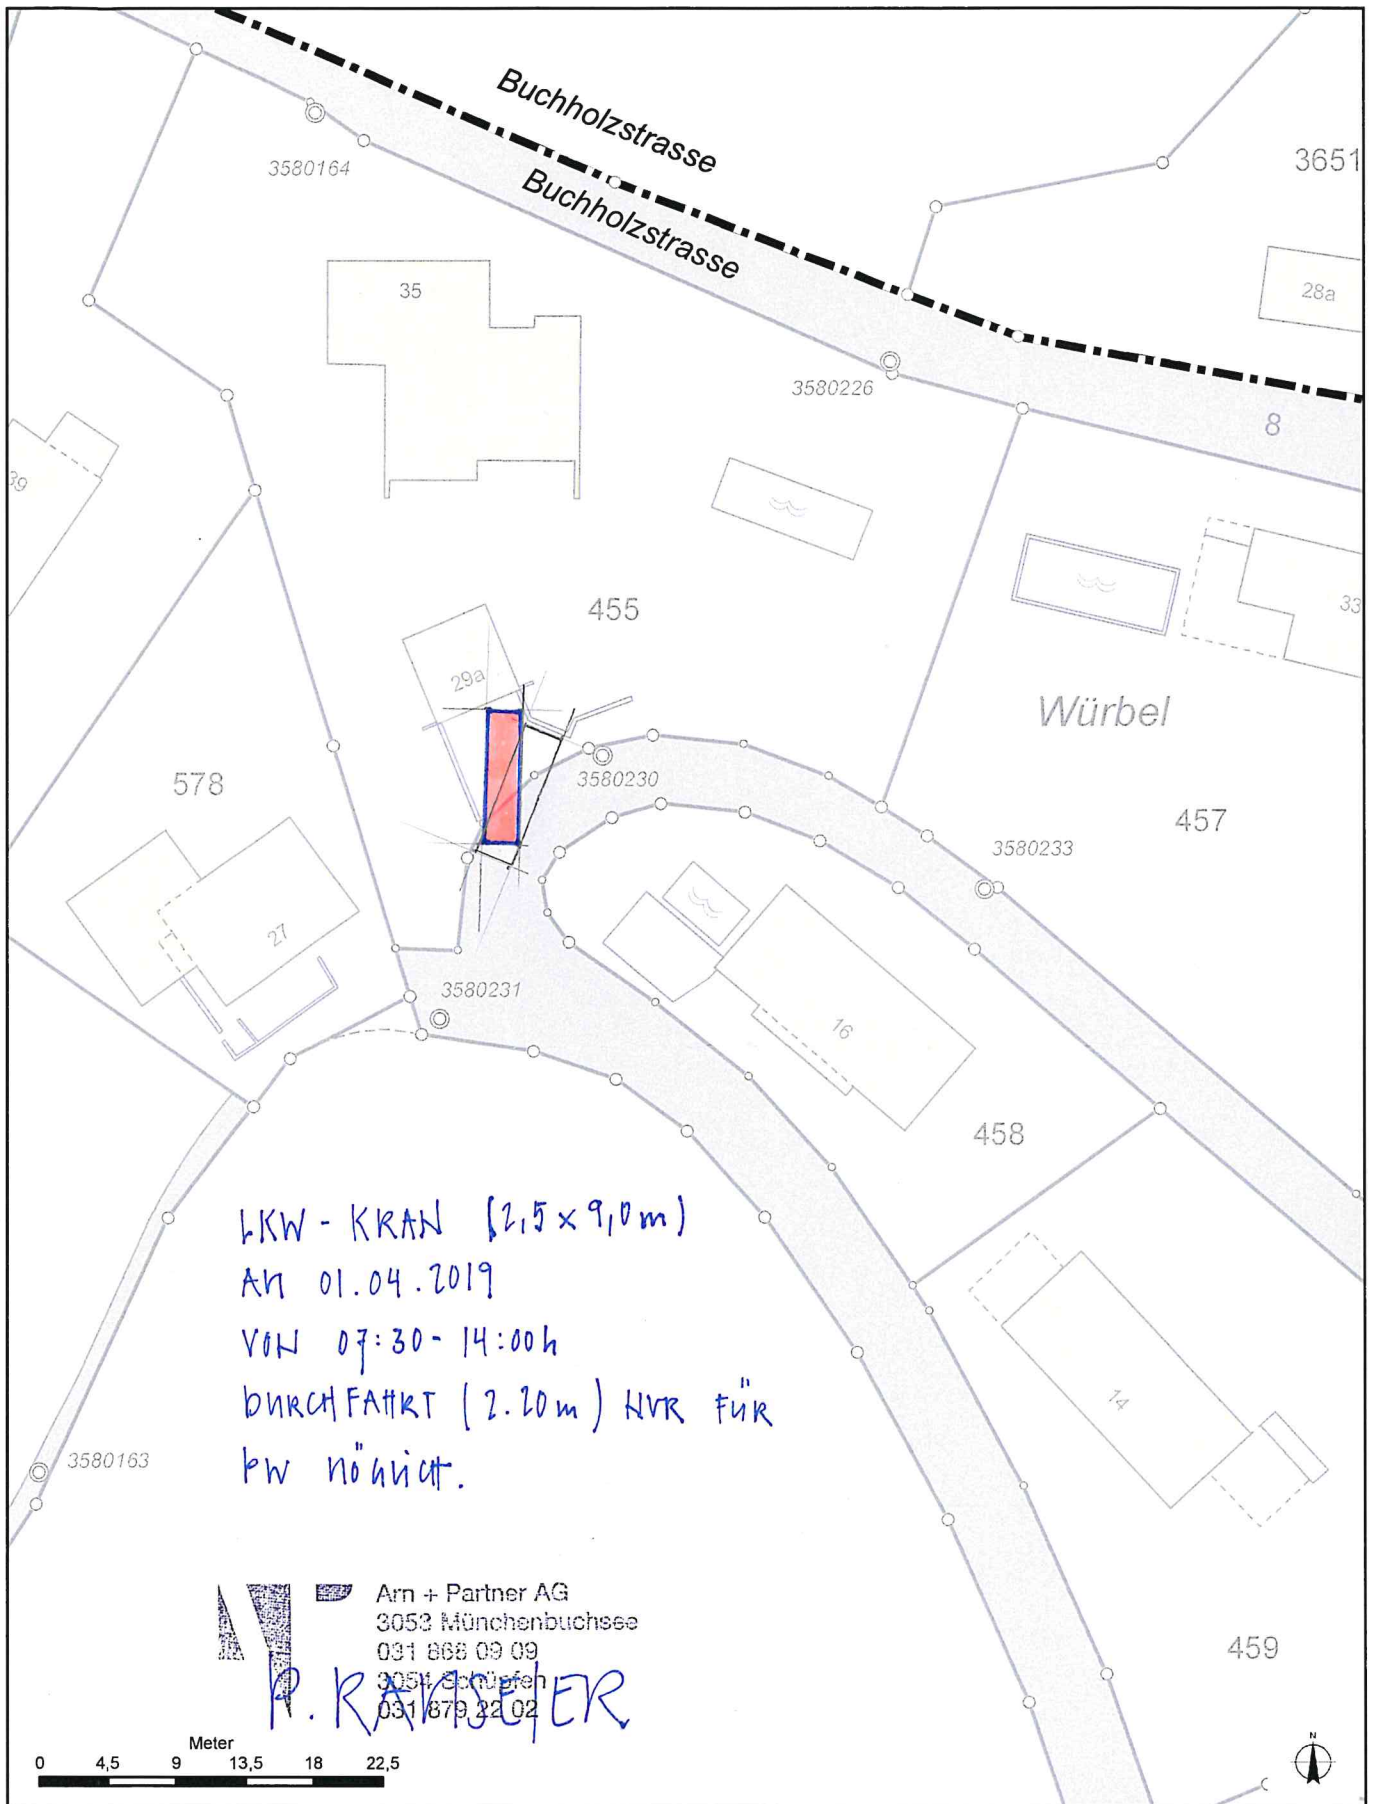 Buchholzstrasse
Buchholzstrasse
3580164
3651
35
28a
3580226
8
39
455
33
29a
Würbel
578
3580230
457
3580233
27
3580231
16
458
LKW - KRAN (2,5 x 9,0 m)
AM 01.04.2019
VON 07:30 - 14:00 h
DURCHFAHRT (2.20 m) NUR FÜR
PW MÖGLICH.
14
3580163
Arn + Partner AG
3053 Münchenbuchsee
031 868 09 09
3054 Schüpfen
031 879 22 02
P. RAMSEIER
459
Meter
0 4,5 9 13,5 18 22,5
N